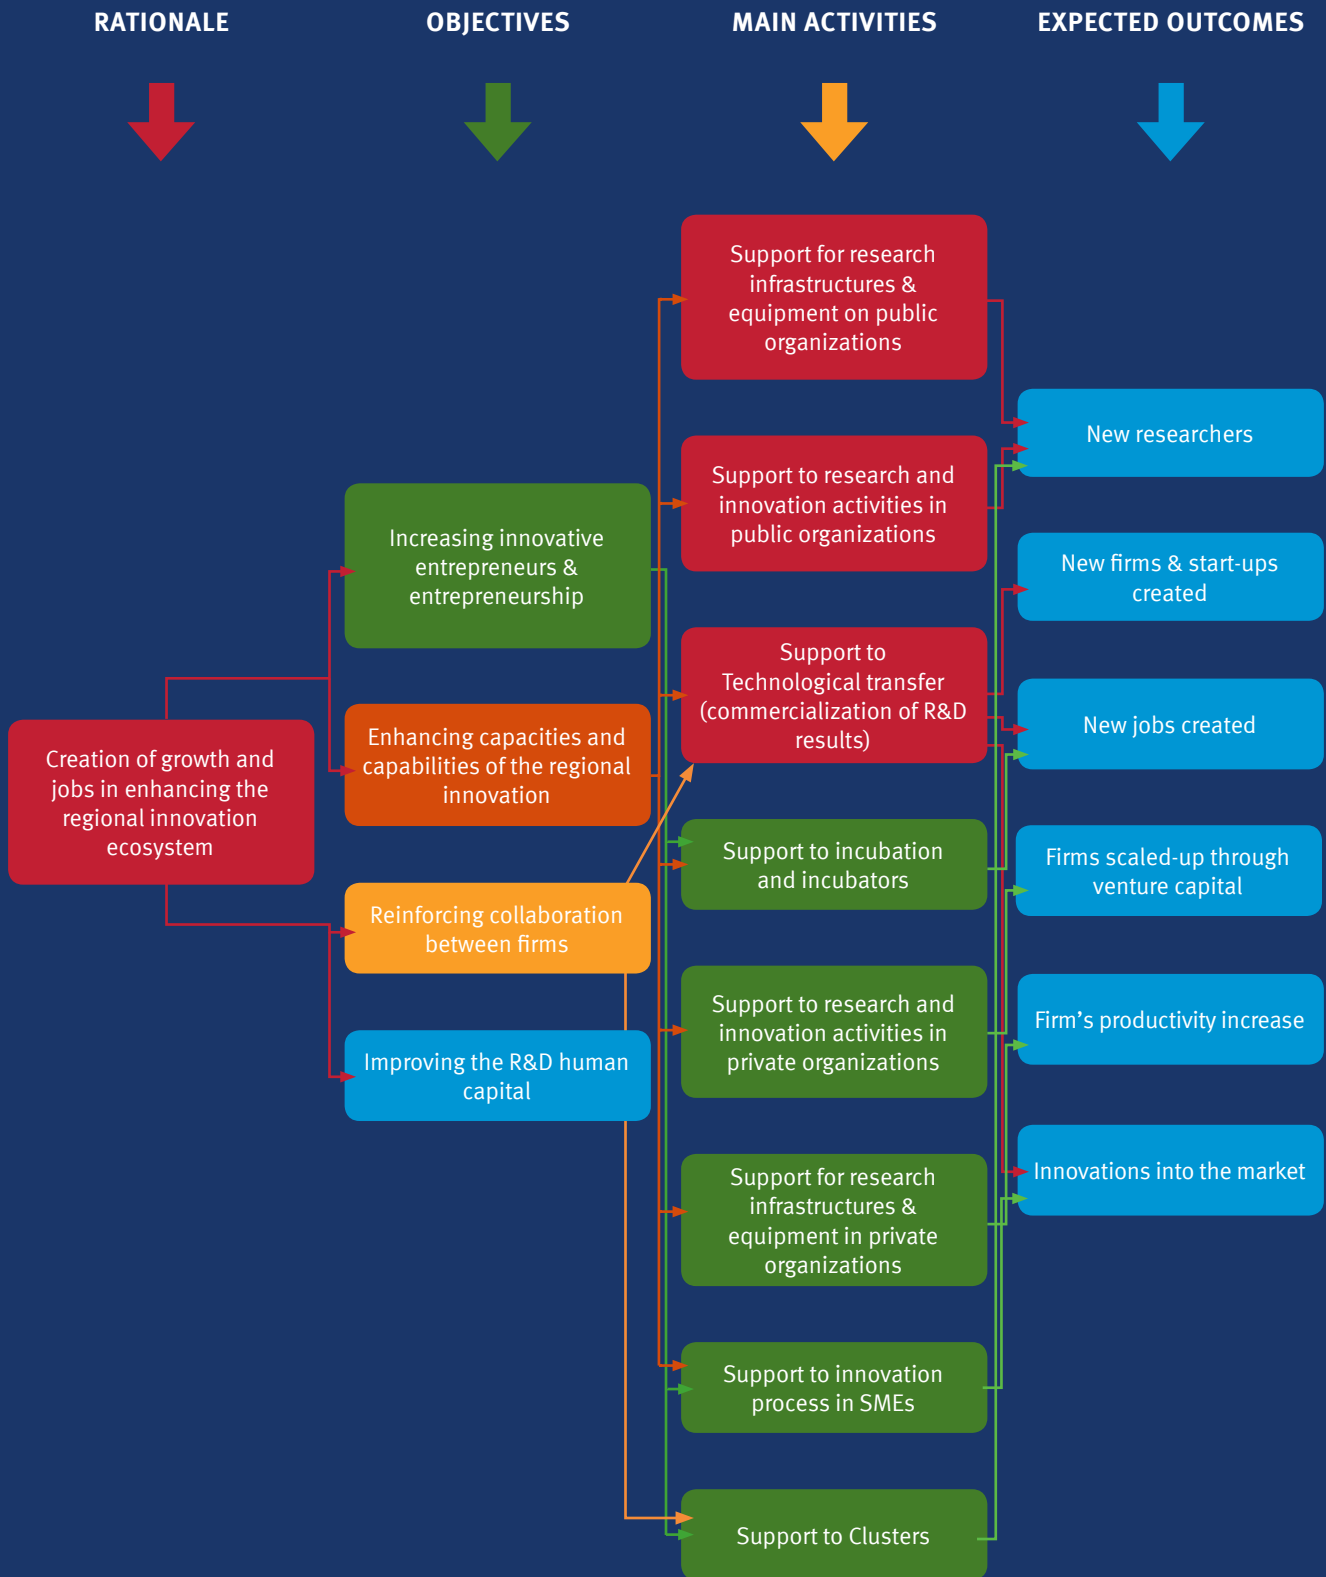 RATIONALE
OBJECTIVES
MAIN ACTIVITIES
EXPECTED OUTCOMES
Creation of growth and
jobs in enhancing the
regional innovation
ecosystem
Increasing innovative
entrepreneurs &
entrepreneurship
Enhancing capacities and
capabilities of the regional
innovation
Reinforcing collaboration
between firms
Improving the R&D human
capital
Support for research
infrastructures &
equipment on public
organizations
Support to research and
innovation activities in
public organizations
Support to
Technological transfer
(commercialization of R&D
results)
Support to incubation
and incubators
Support to research and
innovation activities in
private organizations
Support for research
infrastructures &
equipment in private
organizations
Support to innovation
process in SMEs
Support to Clusters
New researchers
New firms & start-ups
created
New jobs created
Firms scaled-up through
venture capital
Firm's productivity increase
Innovations into the market